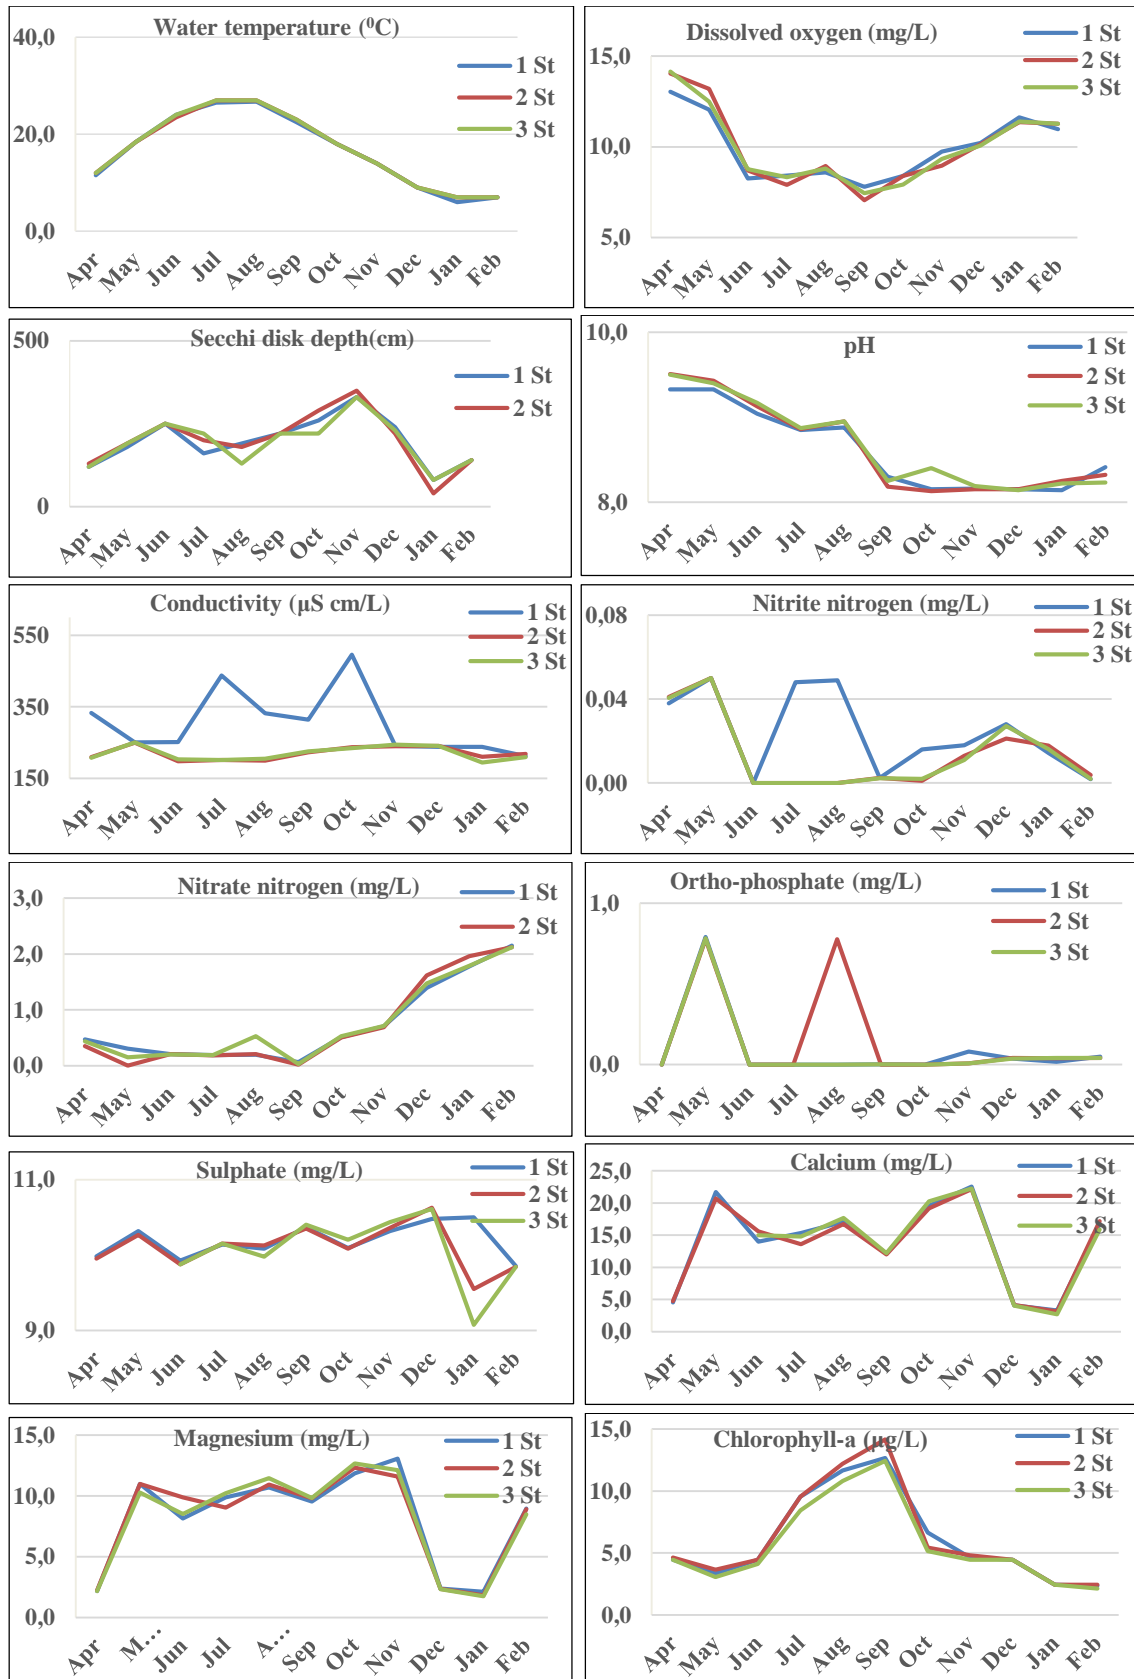 Water temperature (⁰C)
40,0
20,0
0,0
1 St
2 St
3 St
Apr May Jun Jul Aug Sep Oct Nov Dec Jan Feb
Dissolved oxygen (mg/L)
15,0
10,0
5,0
1 St
2 St
3 St
Apr May Jun Jul Aug Sep Oct Nov Dec Jan Feb
Secchi disk depth(cm)
500
0
1 St
2 St
Apr May Jun Jul Aug Sep Oct Nov Dec Jan Feb
pH
10,0
8,0
1 St
2 St
3 St
Apr May Jun Jul Aug Sep Oct Nov Dec Jan Feb
Conductivity (µS cm/L)
550
350
150
1 St
2 St
3 St
Apr May Jun Jul Aug Sep Oct Nov Dec Jan Feb
Nitrite nitrogen (mg/L)
0,08
0,04
0,00
1 St
2 St
3 St
Apr May Jun Jul Aug Sep Oct Nov Dec Jan Feb
Nitrate nitrogen (mg/L)
3,0
2,0
1,0
0,0
1 St
2 St
Apr May Jun Jul Aug Sep Oct Nov Dec Jan Feb
Ortho-phosphate (mg/L)
1,0
0,0
1 St
2 St
3 St
Apr May Jun Jul Aug Sep Oct Nov Dec Jan Feb
Sulphate (mg/L)
11,0
9,0
1 St
2 St
3 St
Apr May Jun Jul Aug Sep Oct Nov Dec Jan Feb
Calcium (mg/L)
25,0
20,0
15,0
10,0
5,0
0,0
1 St
2 St
3 St
Apr May Jun Jul Aug Sep Oct Nov Dec Jan Feb
Magnesium (mg/L)
15,0
10,0
5,0
0,0
1 St
2 St
3 St
Apr M… Jun Jul A… Sep Oct Nov Dec Jan Feb
Chlorophyll-a (µg/L)
15,0
10,0
5,0
0,0
1 St
2 St
3 St
Apr May Jun Jul Aug Sep Oct Nov Dec Jan Feb